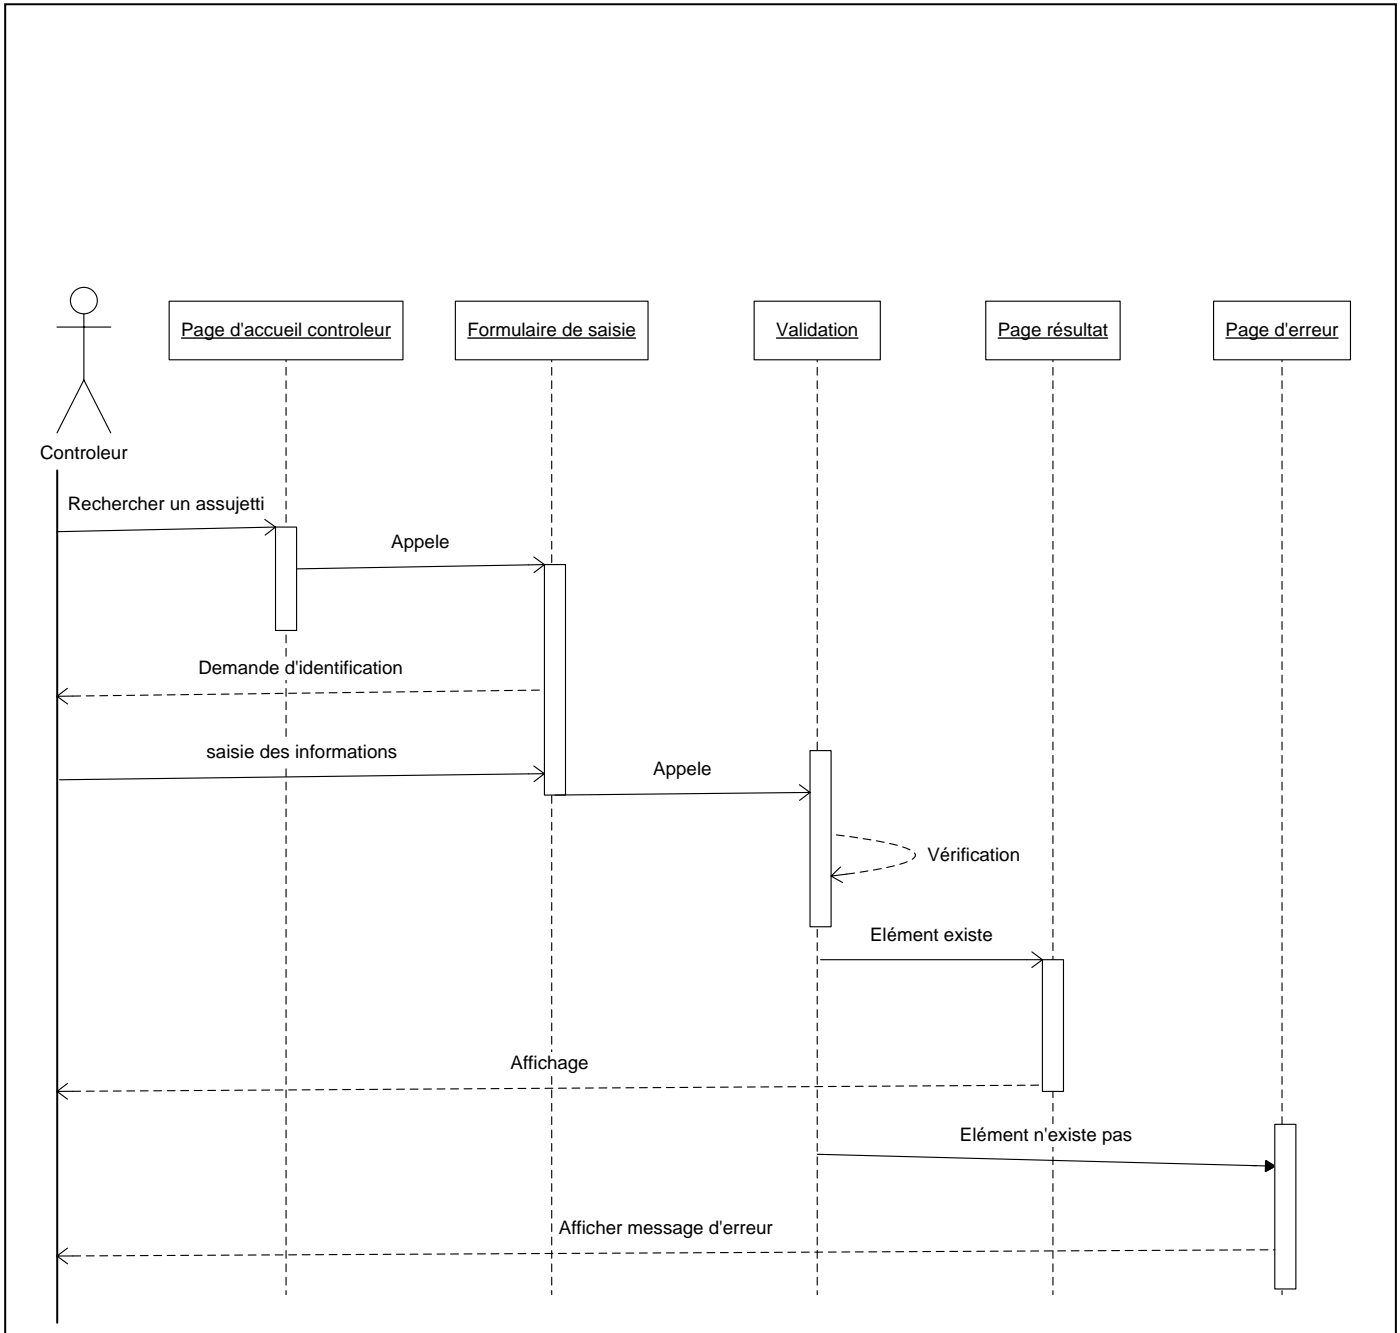 Page d'accueil controleur
Formulaire de saisie
Validation
Page résultat
Page d'erreur
Controleur
Rechercher un assujetti
Appele
Demande d'identification
saisie des informations
Appele
Vérification
Elément existe
Affichage
Elément n'existe pas
Afficher message d'erreur